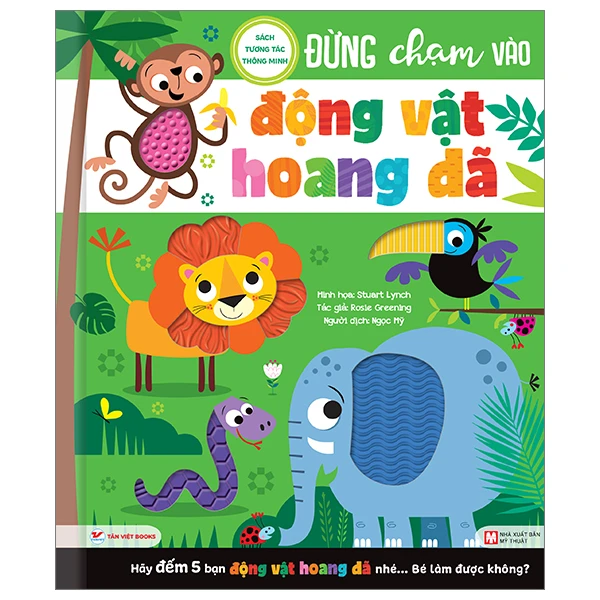 SÁCH
TƯƠNG TÁC
THÔNG MINH
ĐỪNG chạm VÀO
động vật
hoang dã
Minh họa: Stuart Lynch
Tác giả: Rosie Greening
Người dịch: Ngọc Mỹ
TÂN VIỆT BOOKS
NHÀ XUẤT BẢN
MỸ THUẬT
Hãy đếm 5 bạn động vật hoang dã nhé... Bé làm được không?